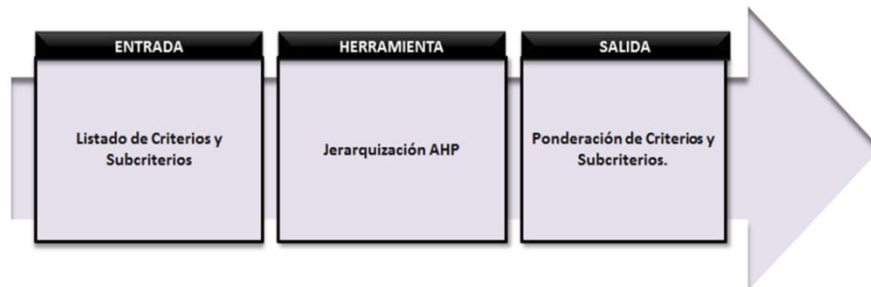 ENTRADA
Listado de Criterios y
Subcriterios
HERRAMIENTA
Jerarquización AHP
SALIDA
Ponderación de Criterios y
Subcriterios.